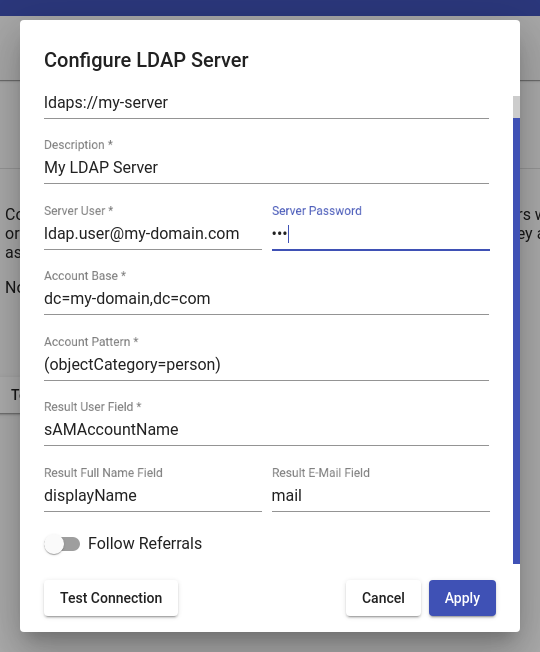 Configure LDAP Server
ldaps://my-server
Description *
My LDAP Server
Server User *
Server Password
ldap.user@my-domain.com
•••
Account Base *
dc=my-domain,dc=com
Account Pattern *
(objectCategory=person)
Result User Field *
sAMAccountName
Result Full Name Field
Result E-Mail Field
displayName
mail
Follow Referrals
Test Connection
Cancel
Apply